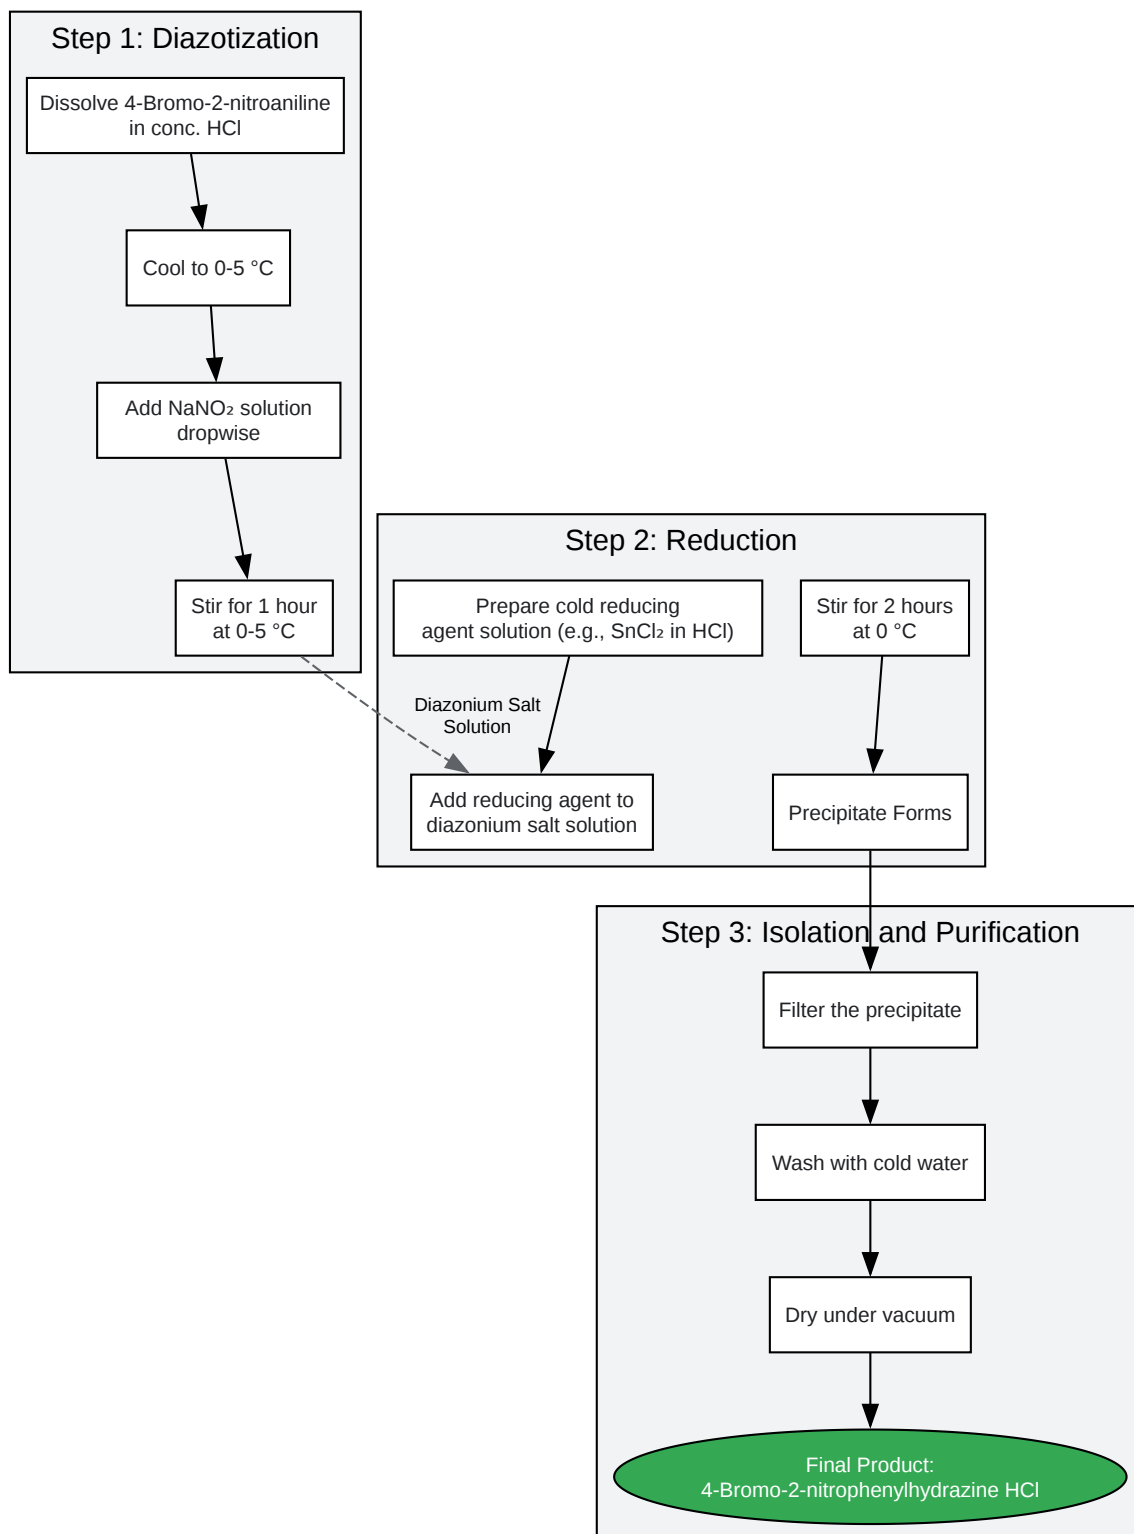 Step 1: Diazotization
Dissolve 4-Bromo-2-nitroaniline
in conc. HCl
Cool to 0-5 °C
Add NaNO₂ solution
dropwise
Stir for 1 hour
at 0-5 °C
Step 2: Reduction
Prepare cold reducing
agent solution (e.g., SnCl₂ in HCl)
Stir for 2 hours
at 0 °C
Diazonium Salt
Solution
Add reducing agent to
diazonium salt solution
Precipitate Forms
Step 3: Isolation and Purification
Filter the precipitate
Wash with cold water
Dry under vacuum
Final Product:
4-Bromo-2-nitrophenylhydrazine HCl